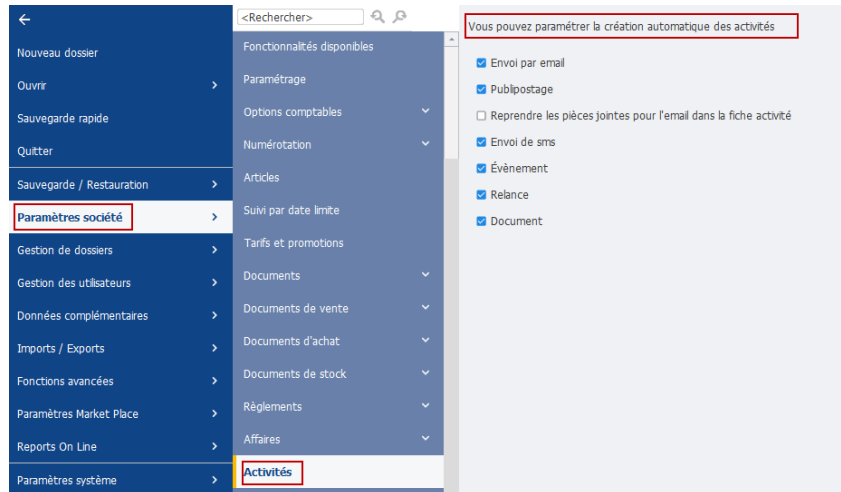 Nouveau dossier
Ouvrir
Sauvegarde rapide
Quitter
Sauvegarde / Restauration
Paramètres société
Gestion de dossiers
Gestion des utilisateurs
Données complémentaires
Imports / Exports
Fonctions avancées
Paramètres Market Place
Reports On Line
Paramètres système
<Rechercher>
Fonctionnalités disponibles
Paramétrage
Options comptables
Numérotation
Articles
Suivi par date limite
Tarifs et promotions
Documents
Documents de vente
Documents d'achat
Documents de stock
Règlements
Affaires
Activités
Vous pouvez paramétrer la création automatique des activités
Envoi par email
Publipostage
Reprendre les pièces jointes pour l'email dans la fiche activité
Envoi de sms
Évènement
Relance
Document